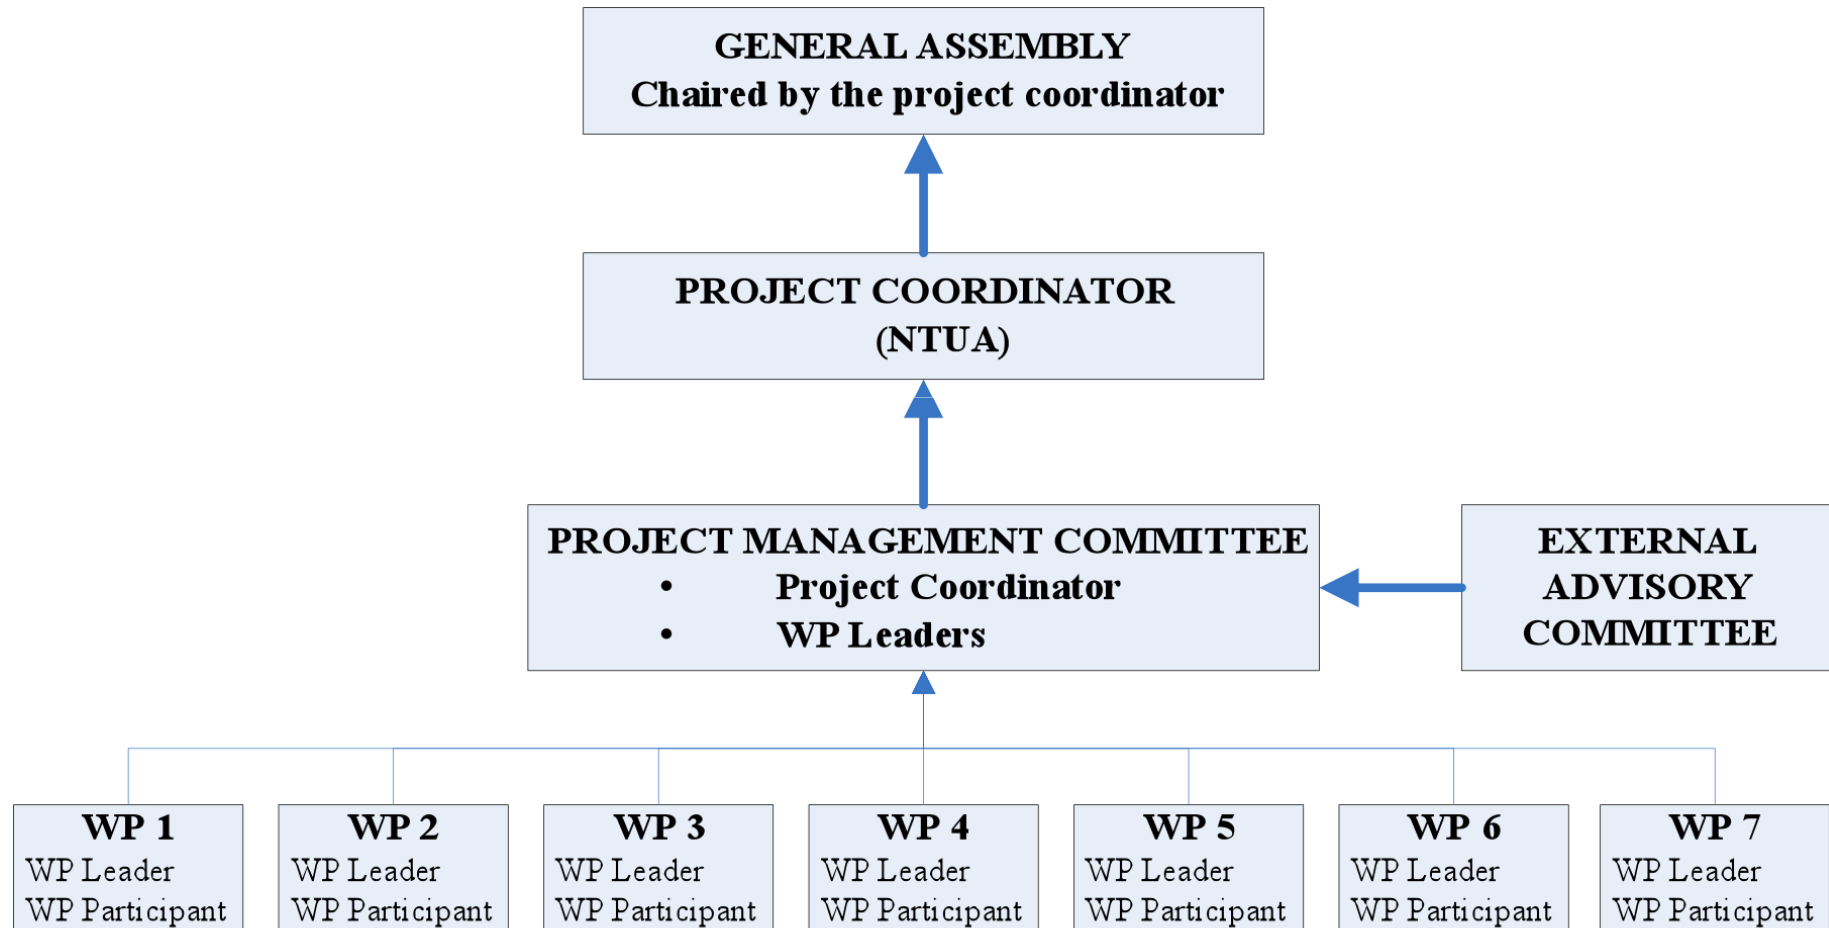 GENERAL ASSEMBLY
Chaired by the project coordinator
PROJECT COORDINATOR
(NTUA)
PROJECT MANAGEMENT COMMITTEE
• Project Coordinator
• WP Leaders
EXTERNAL
ADVISORY
COMMITTEE
WP 1
WP Leader
WP Participant
WP 2
WP Leader
WP Participant
WP 3
WP Leader
WP Participant
WP 4
WP Leader
WP Participant
WP 5
WP Leader
WP Participant
WP 6
WP Leader
WP Participant
WP 7
WP Leader
WP Participant